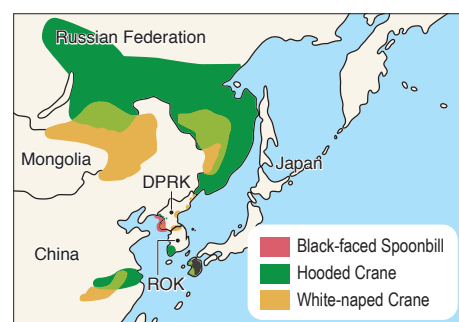 Russian Federation
Mongolia
DPRK
Japan
China
ROK
Black-faced Spoonbill
Hooded Crane
White-naped Crane